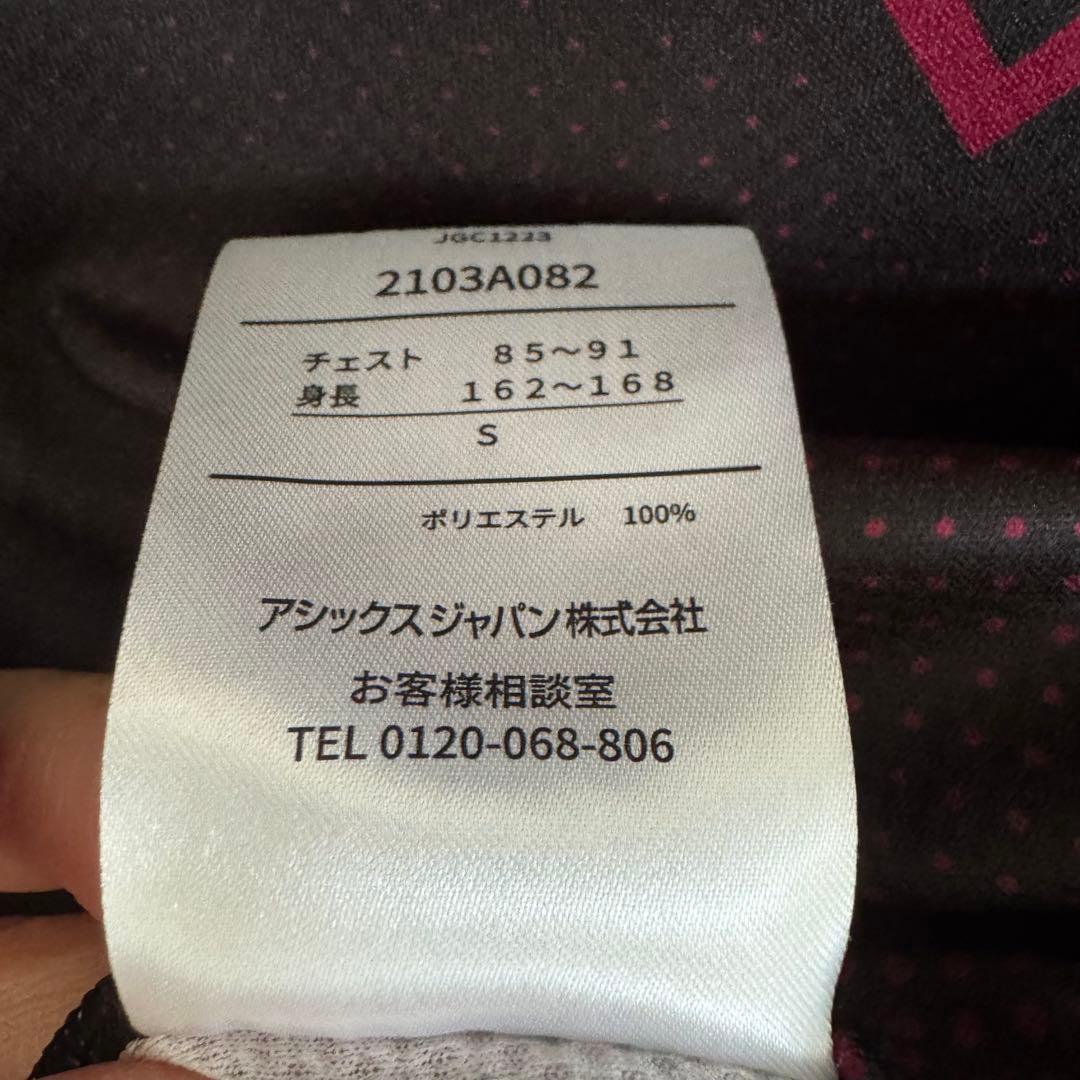 JGC1223
2103A082
チェスト 85〜91
身長 162〜168
S
ポリエステル 100%
アシックスジャパン株式会社
お客様相談室
TEL 0120-068-806